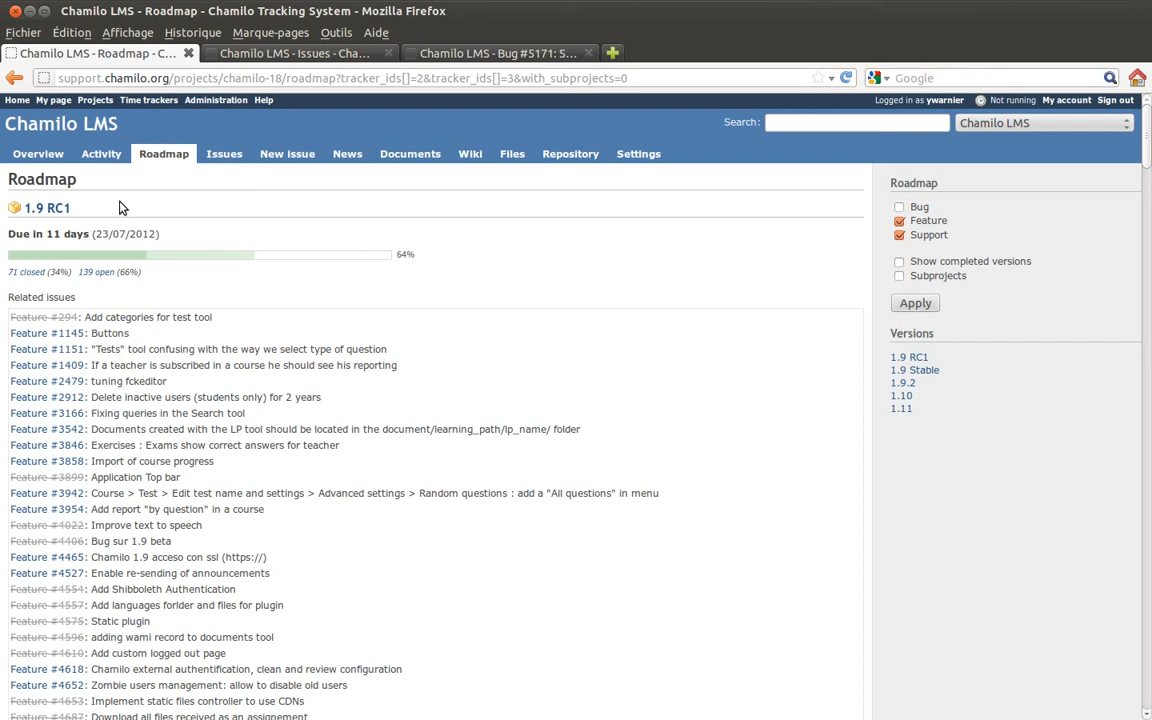 Chamilo LMS - Roadmap - Chamilo Tracking System - Mozilla Firefox
Fichier Édition Affichage Historique Marque-pages Outils Aide
Chamilo LMS - Roadmap - C... Chamilo LMS - Issues - Cha... Chamilo LMS - Bug #5171: S...
support.chamilo.org/projects/chamilo-18/roadmap?tracker_ids[]=2&tracker_ids[]=3&with_subprojects=0 Google
Home My page Projects Time trackers Administration Help Logged in as ywarnier Not running My account Sign out
Chamilo LMS Search: Chamilo LMS
Overview Activity Roadmap Issues New issue News Documents Wiki Files Repository Settings
Roadmap
1.9 RC1
Due in 11 days (23/07/2012)
64%
71 closed (34%) 139 open (66%)
Related issues
Feature #294: Add categories for test tool
Feature #1145: Buttons
Feature #1151: "Tests" tool confusing with the way we select type of question
Feature #1409: If a teacher is subscribed in a course he should see his reporting
Feature #2479: tuning fckeditor
Feature #2912: Delete inactive users (students only) for 2 years
Feature #3166: Fixing queries in the Search tool
Feature #3542: Documents created with the LP tool should be located in the document/learning_path/lp_name/ folder
Feature #3846: Exercises : Exams show correct answers for teacher
Feature #3858: Import of course progress
Feature #3899: Application Top bar
Feature #3942: Course > Test > Edit test name and settings > Advanced settings > Random questions : add a "All questions" in menu
Feature #3954: Add report "by question" in a course
Feature #4022: Improve text to speech
Feature #4406: Bug sur 1.9 beta
Feature #4465: Chamilo 1.9 acceso con ssl (https://)
Feature #4527: Enable re-sending of announcements
Feature #4554: Add Shibboleth Authentication
Feature #4557: Add languages forlder and files for plugin
Feature #4575: Static plugin
Feature #4596: adding wami record to documents tool
Feature #4610: Add custom logged out page
Feature #4618: Chamilo external authentification, clean and review configuration
Feature #4652: Zombie users management: allow to disable old users
Feature #4653: Implement static files controller to use CDNs
Feature #4687: Download all files received as an assignement
Roadmap
Bug
Feature
Support
Show completed versions
Subprojects
Apply
Versions
1.9 RC1
1.9 Stable
1.9.2
1.10
1.11